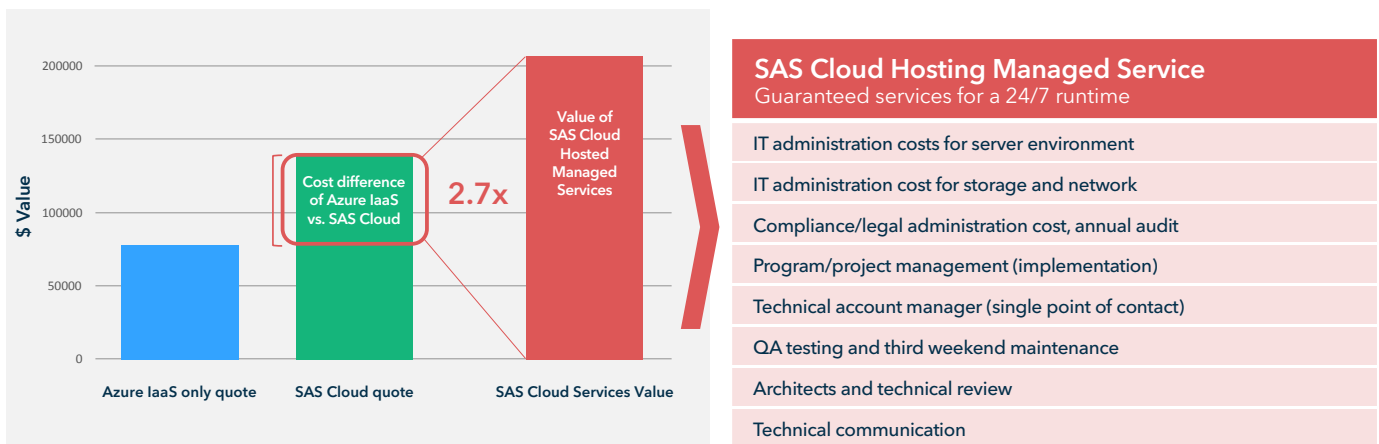 $ Value
200000
150000
100000
50000
0
Cost difference
of Azure IaaS
vs. SAS Cloud
2.7x
Value of
SAS Cloud
Hosted
Managed
Services
Azure IaaS only quote
SAS Cloud quote
SAS Cloud Services Value
SAS Cloud Hosting Managed Service
Guaranteed services for a 24/7 runtime
IT administration costs for server environment
IT administration cost for storage and network
Compliance/legal administration cost, annual audit
Program/project management (implementation)
Technical account manager (single point of contact)
QA testing and third weekend maintenance
Architects and technical review
Technical communication